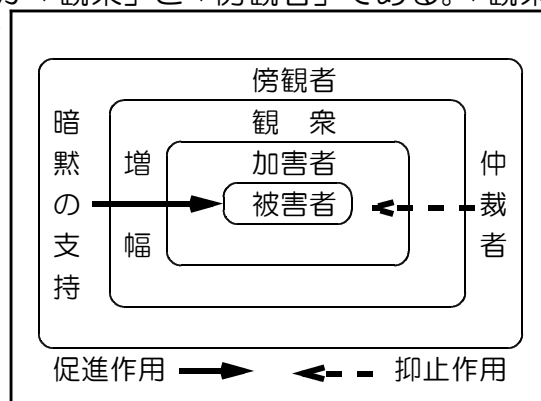 「観衆」と「傍観者」である。「観衆
傍観者
観 衆
加害者
被害者
暗黙の支持
増幅
仲裁者
促進作用
抑止作用